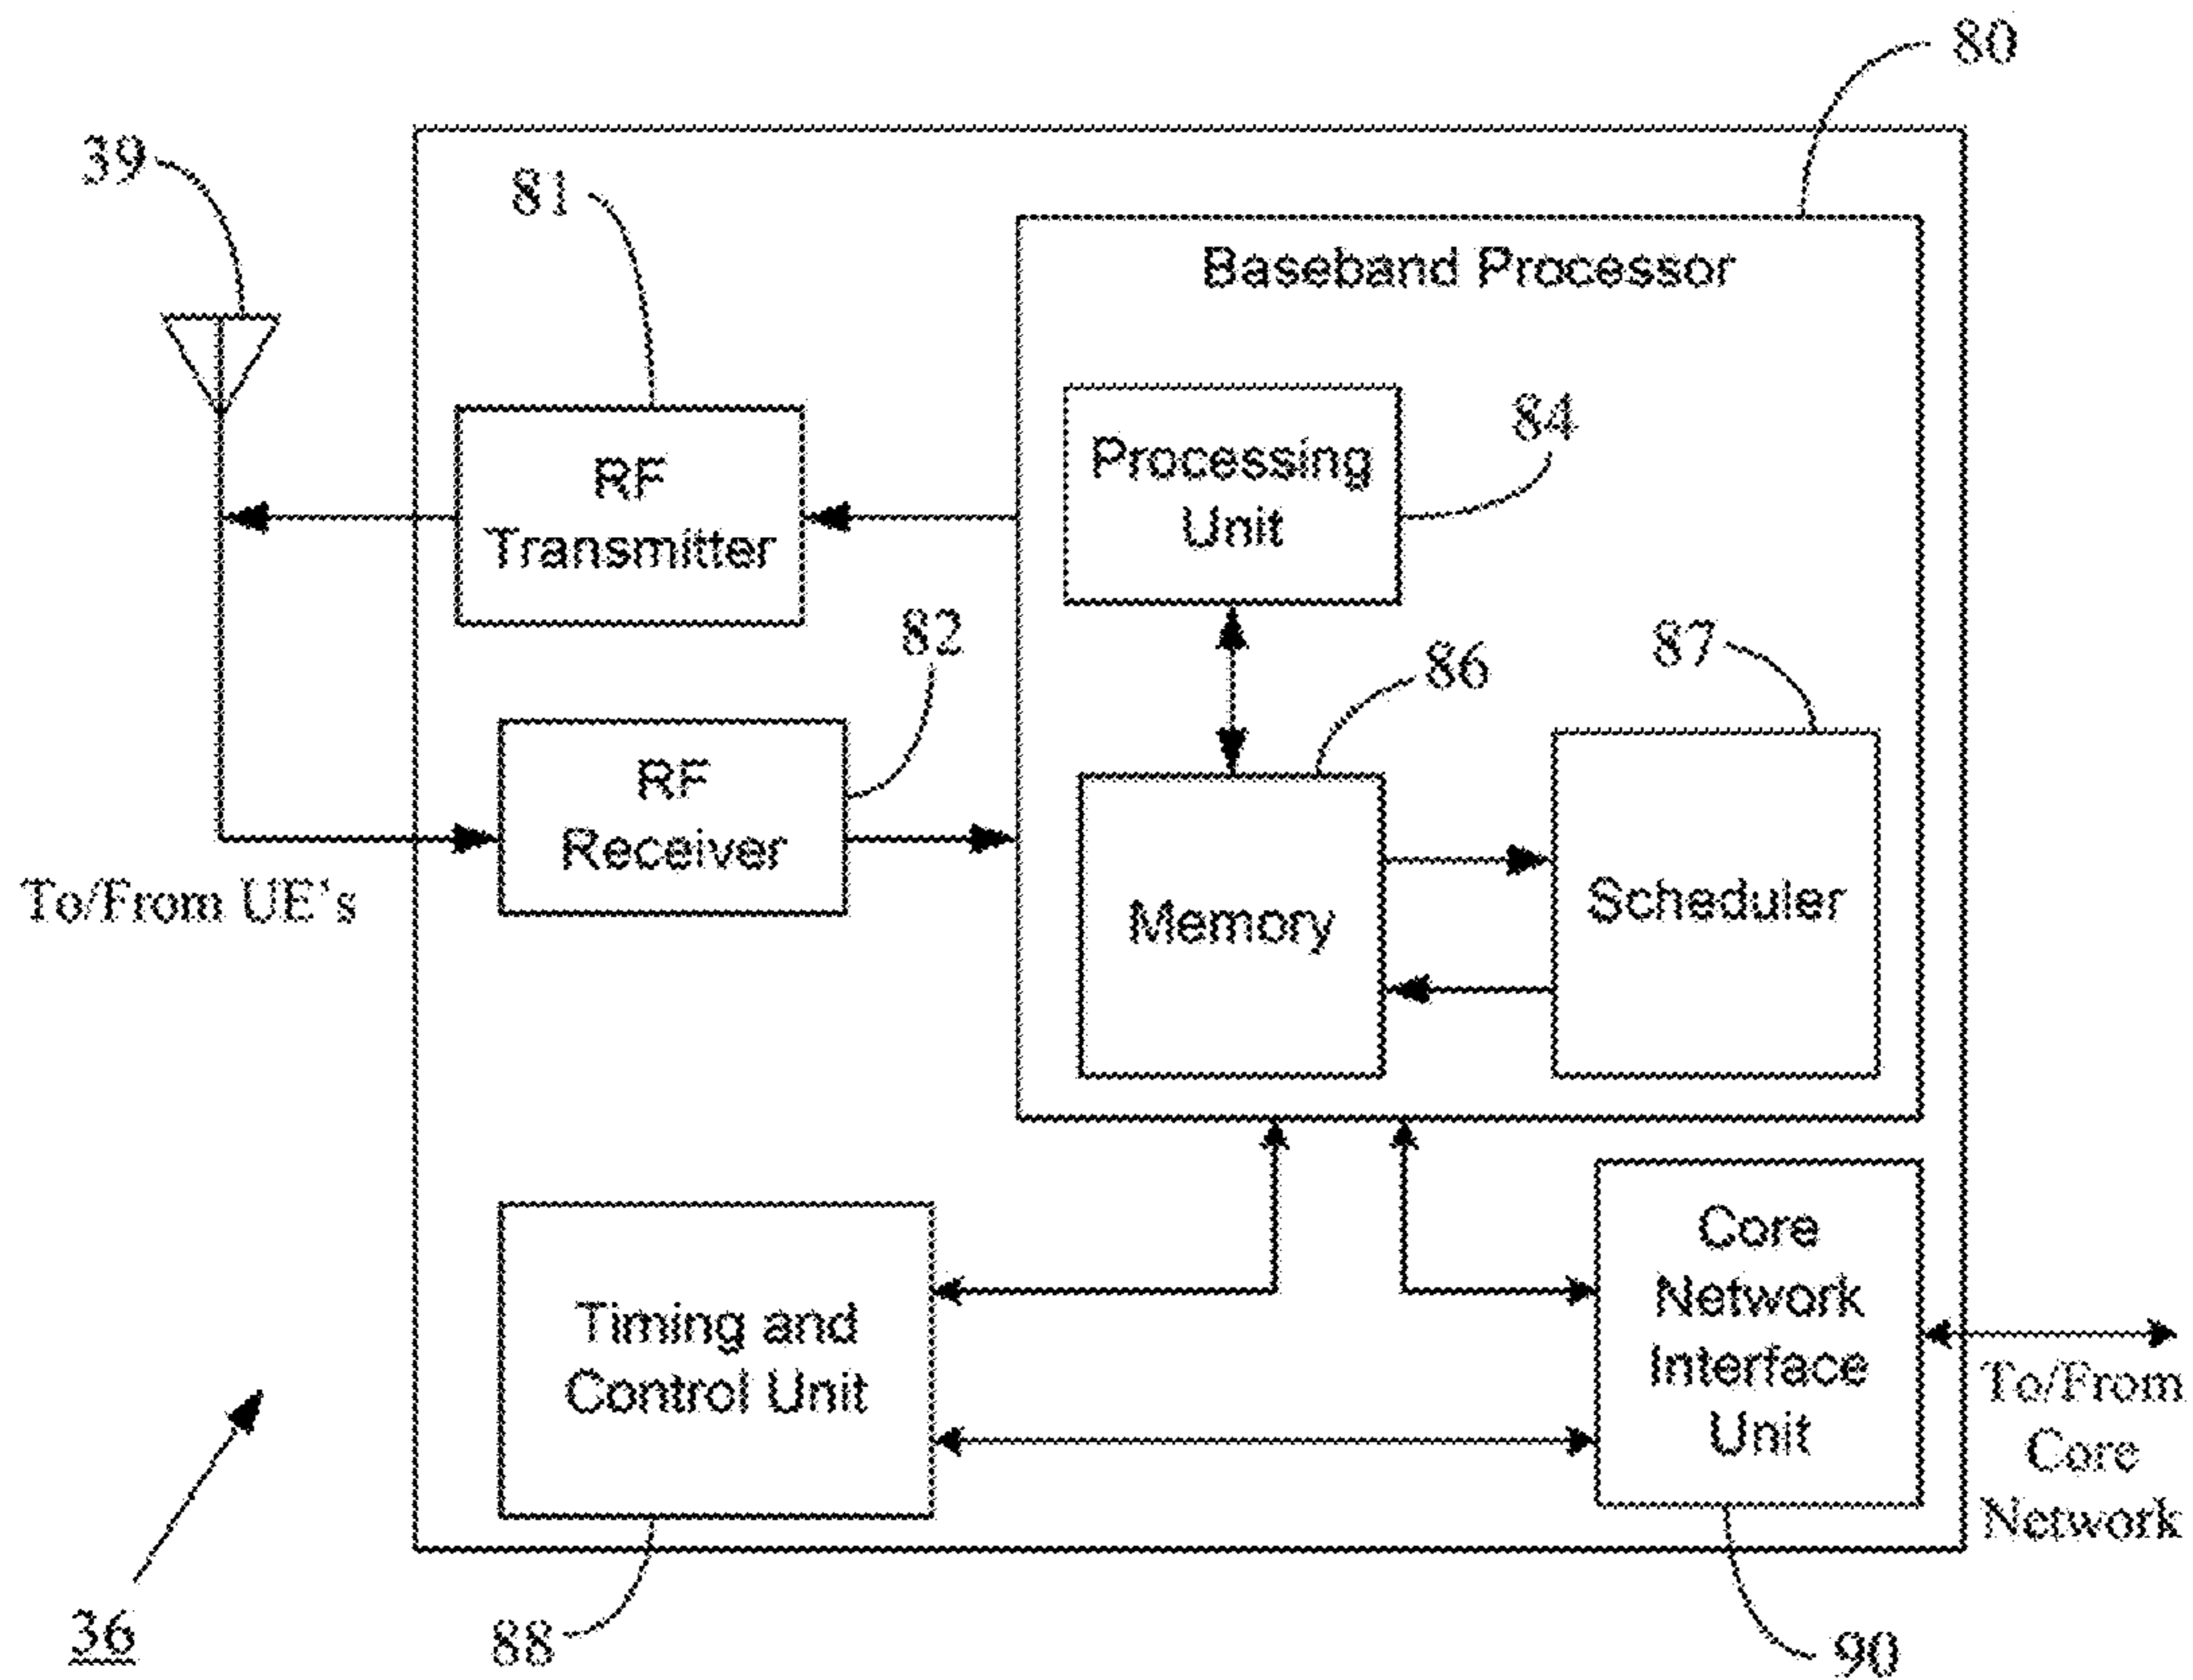 80
39
81
Baseband Processor
84
Processing
Unit
RF
Transmitter
82
87
86
RF
Receiver
To/From UE's
Memory
Scheduler
Timing and
Control Unit
Core
Network
Interface
Unit
To/From
Core
Network
36
88
90